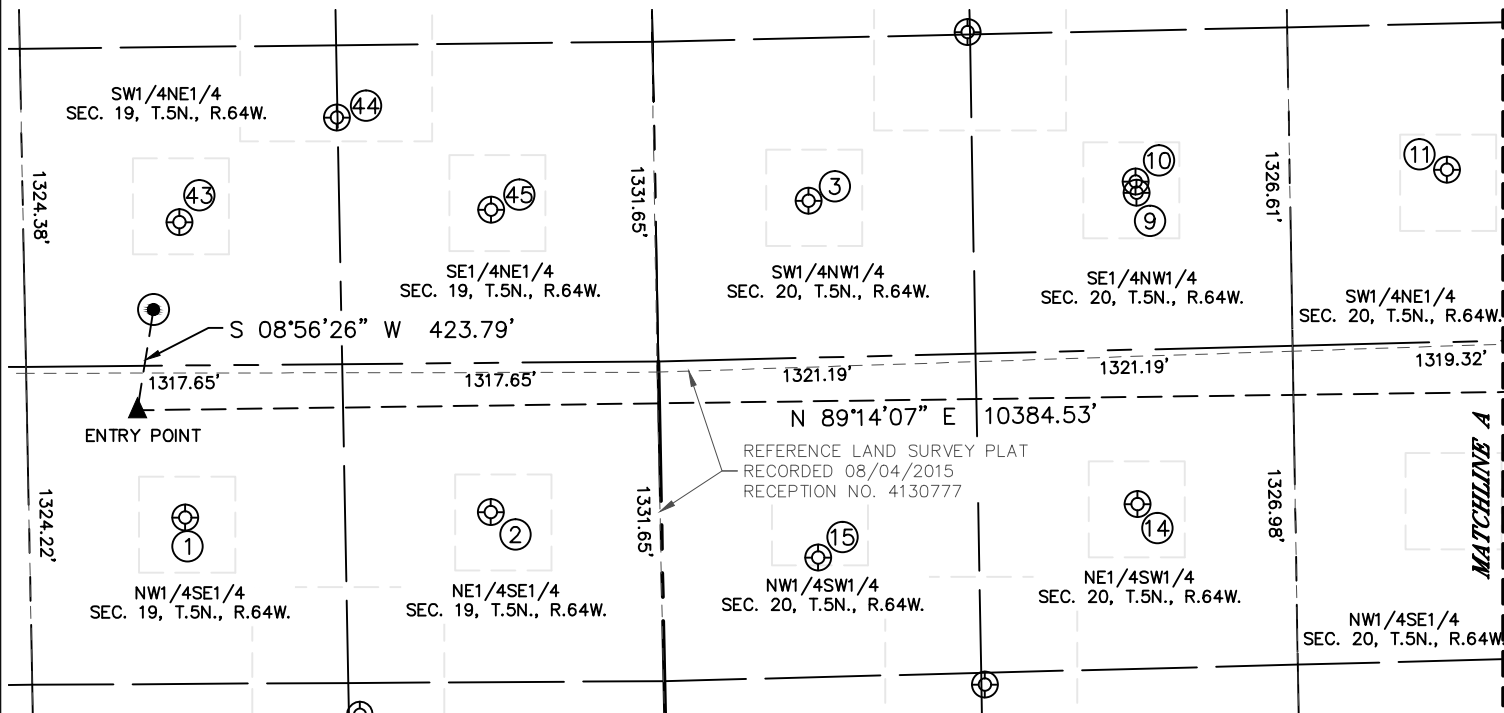 SW1/4NE1/4
SEC. 19, T.5N., R.64W.
44
43
45
3
10
9
11
1324.38'
1331.65'
1326.61'
SE1/4NE1/4
SEC. 19, T.5N., R.64W.
SW1/4NW1/4
SEC. 20, T.5N., R.64W.
SE1/4NW1/4
SEC. 20, T.5N., R.64W.
SW1/4NE1/4
SEC. 20, T.5N., R.64W.
S 08°56'26" W 423.79'
1317.65'
1317.65'
1321.19'
1321.19'
1319.32'
ENTRY POINT
N 89°14'07" E 10384.53'
REFERENCE LAND SURVEY PLAT
RECORDED 08/04/2015
RECEPTION NO. 4130777
MATCHLINE A
1324.22'
1331.65'
1326.98'
1
2
15
14
NW1/4SE1/4
SEC. 19, T.5N., R.64W.
NE1/4SE1/4
SEC. 19, T.5N., R.64W.
NW1/4SW1/4
SEC. 20, T.5N., R.64W.
NE1/4SW1/4
SEC. 20, T.5N., R.64W.
NW1/4SE1/4
SEC. 20, T.5N., R.64W